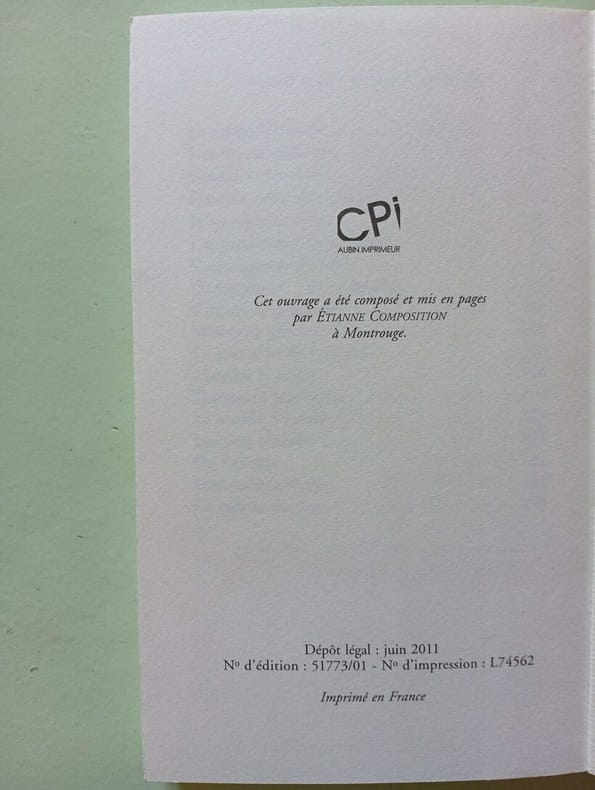 CPi
AUBIN IMPRIMEUR
Cet ouvrage a été composé et mis en pages
par ÉTIANNE COMPOSITION
à Montrouge.
Dépôt légal : juin 2011
Nº d'édition : 51773/01 - Nº d'impression : L74562
Imprimé en France